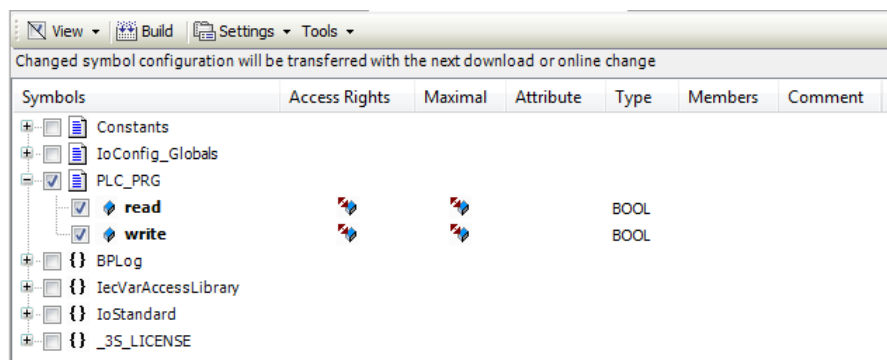 View Build Settings Tools
Changed symbol configuration will be transferred with the next download or online change
Symbols Access Rights Maximal Attribute Type Members Comment
Constants
IoConfig_Globals
PLC_PRG
read BOOL
write BOOL
{} BPLog
{} IecVarAccessLibrary
{} IoStandard
{} _3S_LICENSE